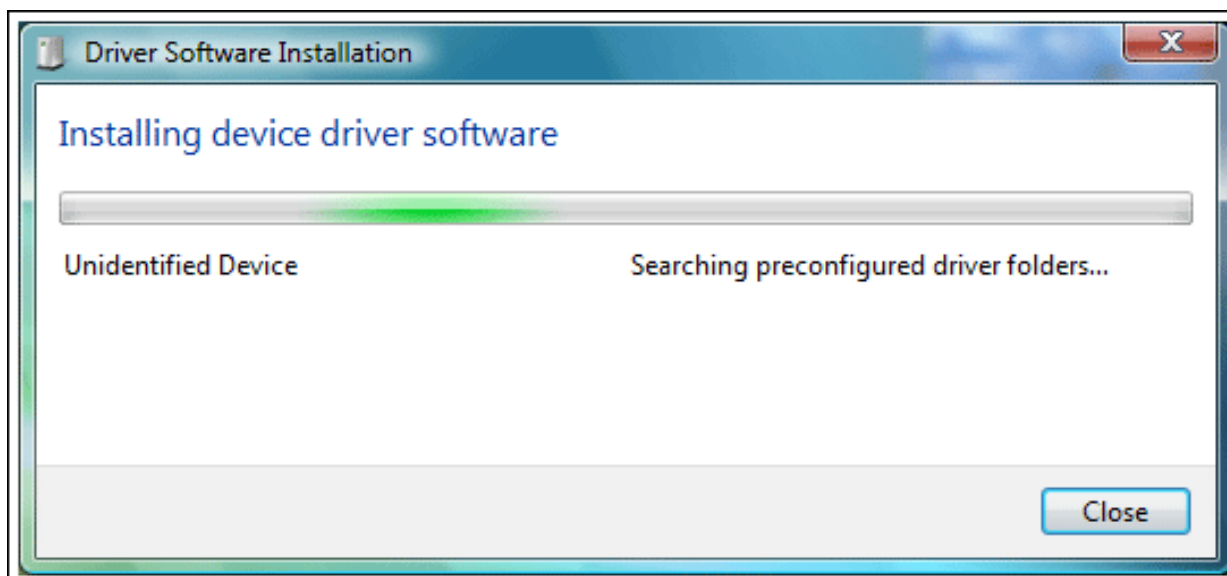 Driver Software Installation
Installing device driver software
Unidentified Device Searching preconfigured driver folders...
Close